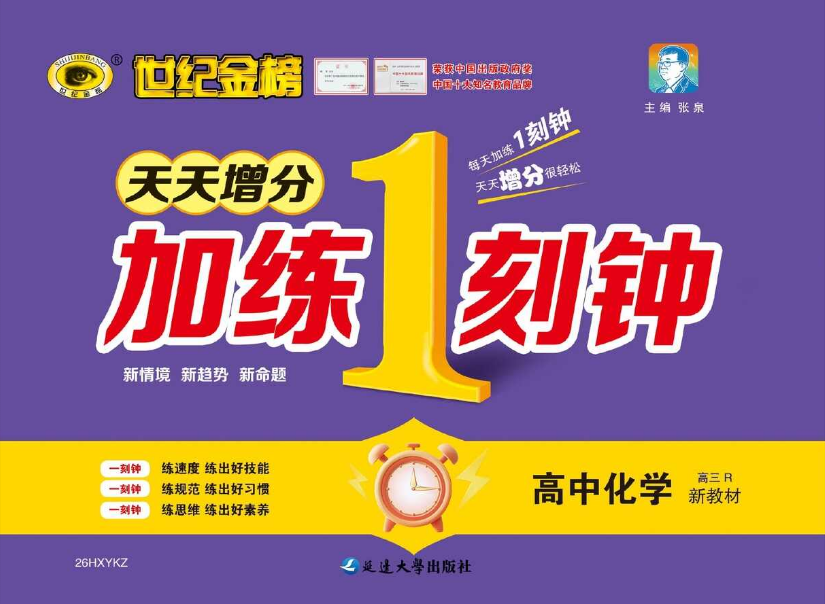 SHIJIJINBANG
世纪金榜
®
世纪金榜
荣获中国出版政府奖
中国十大知名教育品牌
主编 张泉
每天加练1刻钟
天天增分很轻松
天天增分
加练1刻钟
新情境 新趋势 新命题
一刻钟 练速度 练出好技能
一刻钟 练规范 练出好习惯
一刻钟 练思维 练出好素养
高中化学
高三 R
新教材
26HXYKZ
延边大學出版社